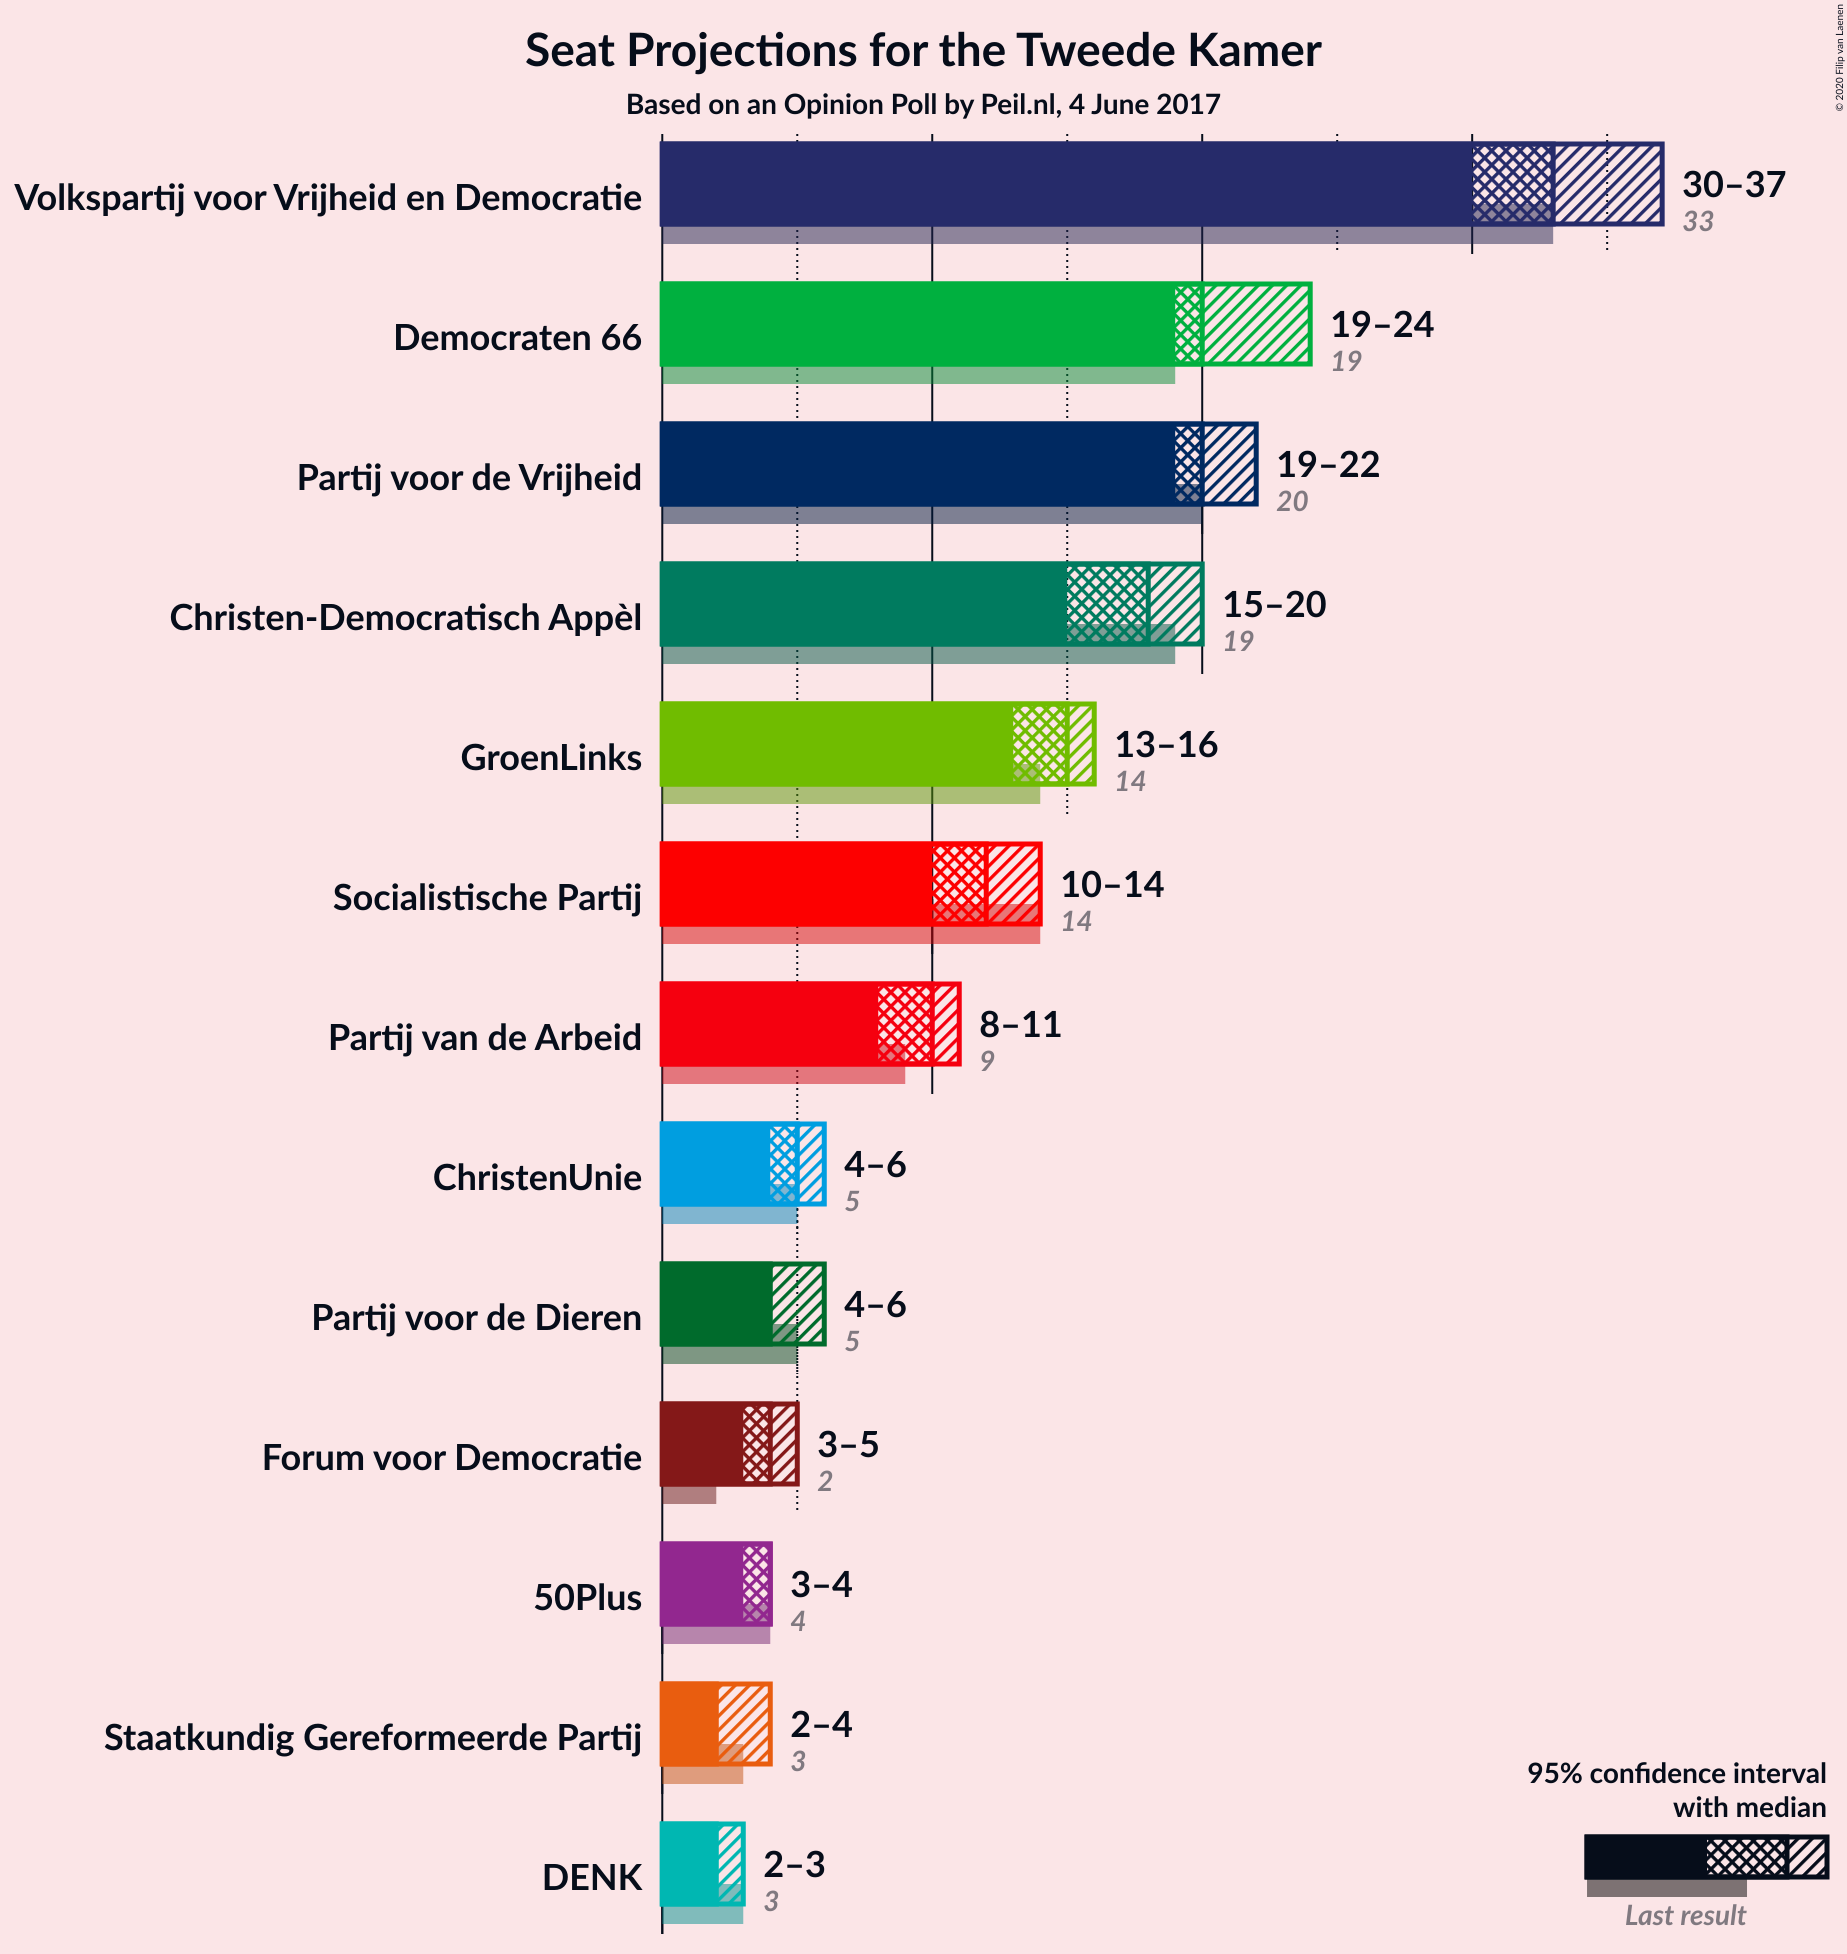 Seat Projections for the Tweede Kamer
Based on an Opinion Poll by Peil.nl, 4 June 2017
© 2020 Filip van Laenen
Volkspartij voor Vrijheid en Democratie
30–37
33
Democraten 66
19–24
19
Partij voor de Vrijheid
19–22
20
Christen-Democratisch Appèl
15–20
19
GroenLinks
13–16
14
Socialistische Partij
10–14
14
Partij van de Arbeid
8–11
9
ChristenUnie
4–6
5
Partij voor de Dieren
4–6
5
Forum voor Democratie
3–5
2
50Plus
3–4
4
Staatkundig Gereformeerde Partij
2–4
3
DENK
2–3
3
95% confidence interval
with median
Last result